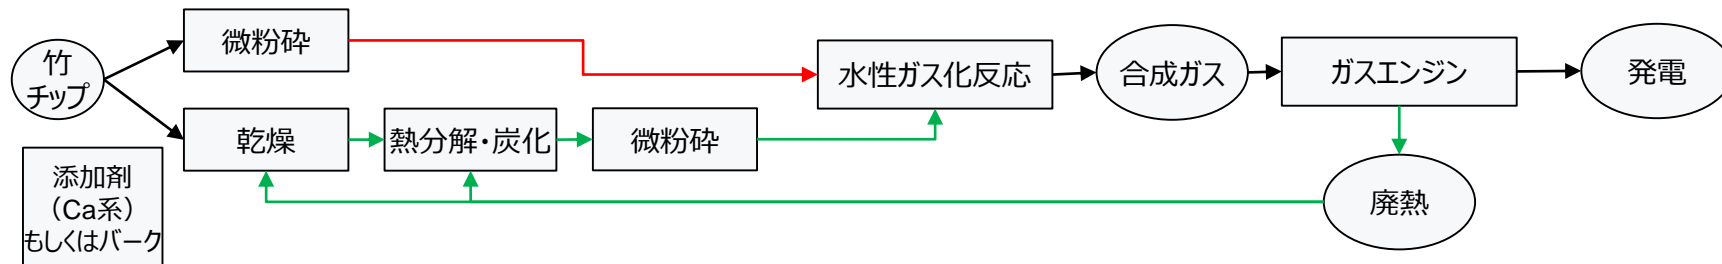 竹
チップ
微粉砕
乾燥
熱分解・炭化
微粉砕
水性ガス化反応
合成ガス
ガスエンジン
発電
廃熱
添加剤
（Ca系）
もしくはバーク